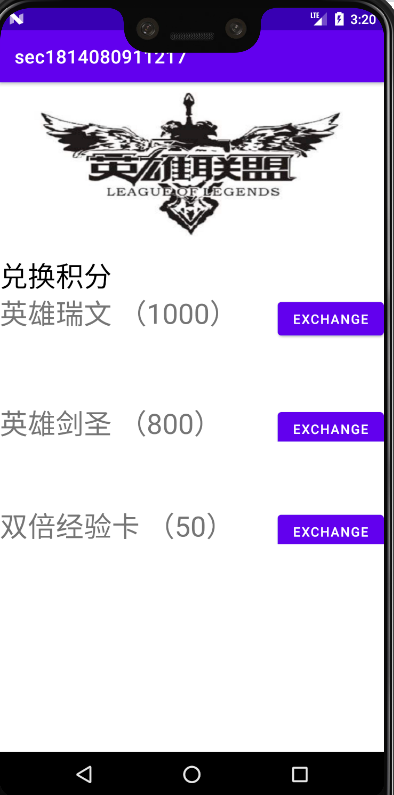 LTE 3:20
sec1814080911217
英雄联盟
LEAGUE OF LEGENDS
兑换积分
英雄瑞文 （1000） EXCHANGE
英雄剑圣 （800） EXCHANGE
双倍经验卡 （50） EXCHANGE